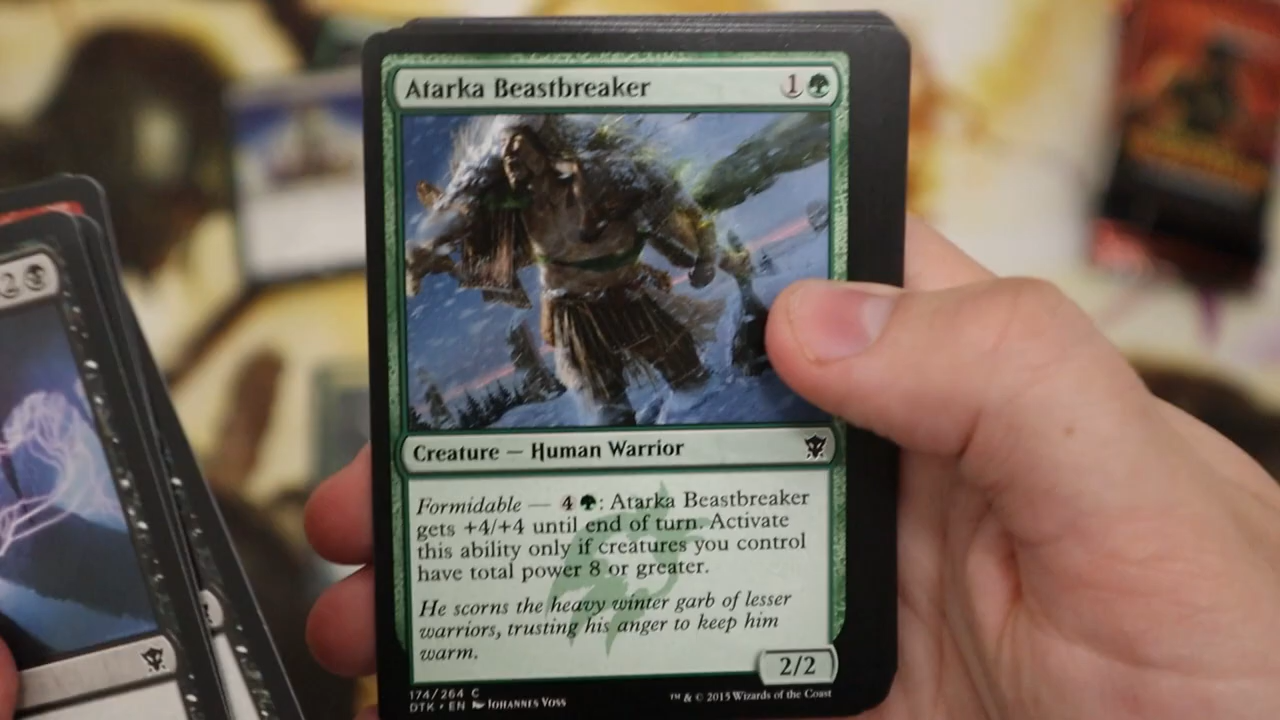 Atarka Beastbreaker 1
Creature — Human Warrior
Formidable — 4 : Atarka Beastbreaker
gets +4/+4 until end of turn. Activate
this ability only if creatures you control
have total power 8 or greater.
He scorns the heavy winter garb of lesser
warriors, trusting his anger to keep him
warm.
2/2
174/264 C
DTK • EN Johannes Voss
™ & © 2015 Wizards of the Coast
2